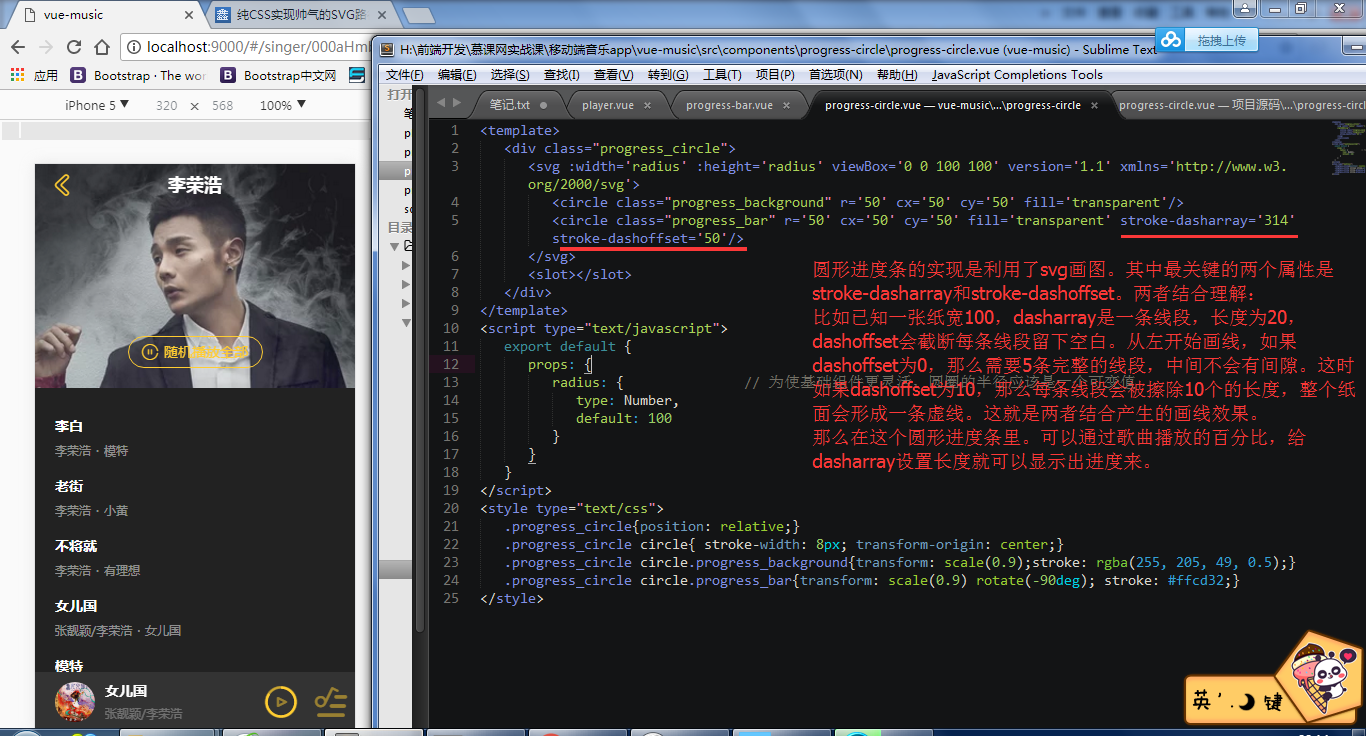 vue-music
纯CSS实现帅气的SVG路
localhost:9000/#/singer/000aHml
应用
Bootstrap · The wor
Bootstrap中文网
iPhone 5 ▼ 320 × 568 100% ▼
李荣浩
李白
李荣浩 · 模特
老街
李荣浩 · 小黄
不将就
李荣浩 · 有理想
女儿国
张靓颖/李荣浩 · 女儿国
模特
女儿国
张靓颖/李荣浩
H:\前端开发\慕课网实战课\移动端音乐app\vue-music\src\components\progress-circle\progress-circle.vue (vue-music) - Sublime Text
拖拽上传
文件(F) 编辑(E) 选择(S) 查找(I) 查看(V) 转到(G) 工具(T) 项目(P) 首选项(N) 帮助(H) JavaScript Completions Tools
打开
目录
笔记.txt
player.vue
progress-bar.vue
progress-circle.vue — vue-music\...\progress-circle
progress-circle.vue — 项目源码\...\progress-circl
1 <template>
2 <div class="progress_circle">
3 <svg :width='radius' :height='radius' viewBox='0 0 100 100' version='1.1' xmlns='http://www.w3.
org/2000/svg'>
4 <circle class="progress_background" r='50' cx='50' cy='50' fill='transparent'/>
5 <circle class="progress_bar" r='50' cx='50' cy='50' fill='transparent' stroke-dasharray='314'
stroke-dashoffset='50'/>
6 </svg>
7 <slot></slot>
8 </div>
9 </template>
10 <script type="text/javascript">
11 export default {
12 props: {
13 radius: { // 为使基础组件更灵活，圆圈的半径应该是一个可变值
14 type: Number,
15 default: 100
16 }
17 }
18 }
19 </script>
20 <style type="text/css">
21 .progress_circle{position: relative;}
22 .progress_circle circle{ stroke-width: 8px; transform-origin: center;}
23 .progress_circle circle.progress_background{transform: scale(0.9);stroke: rgba(255, 205, 49, 0.5);}
24 .progress_circle circle.progress_bar{transform: scale(0.9) rotate(-90deg); stroke: #ffcd32;}
25 </style>
圆形进度条的实现是利用了svg画图。其中最关键的两个属性是
stroke-dasharray和stroke-dashoffset。两者结合理解：
比如已知一张纸宽100，dasharray是一条线段，长度为20，
dashoffset会截断每条线段留下空白。从左开始画线，如果
dashoffset为0，那么需要5条完整的线段，中间不会有间隙。这时
如果dashoffset为10，那么每条线段会被擦除10个的长度，整个纸
面会形成一条虚线。这就是两者结合产生的画线效果。
那么在这个圆形进度条里。可以通过歌曲播放的百分比，给
dasharray设置长度就可以显示出进度来。
英 ' . 键